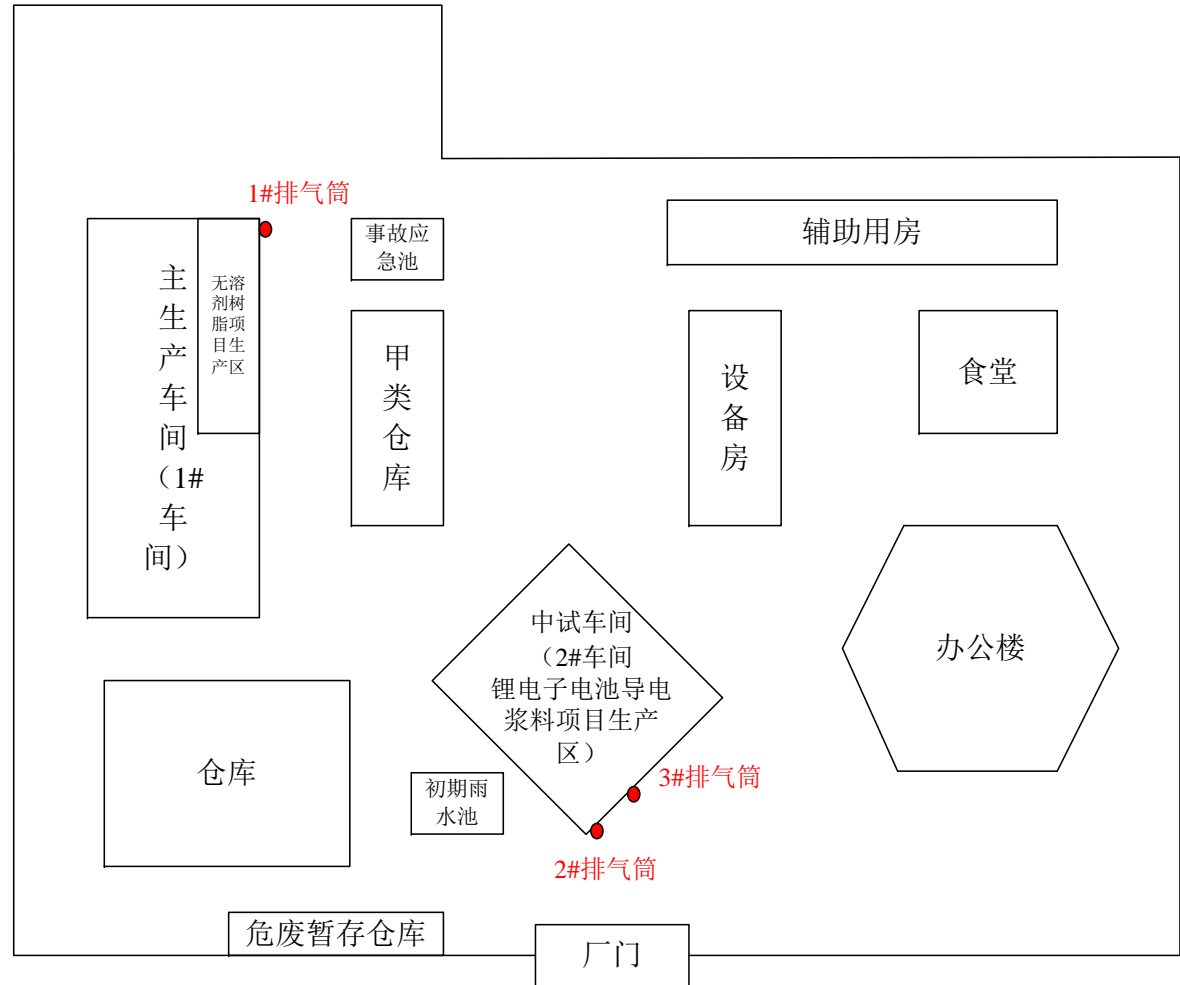 1#排气筒
事故应
急池
辅助用房
主
生
产
车
间
（1#
车
间）
无溶
剂树
脂项
目生
产区
甲
类
仓
库
设
备
房
食堂
中试车间
（2#车间
锂电子电池导电
浆料项目生产
区）
办公楼
仓库
初期雨
水池
3#排气筒
2#排气筒
危废暂存仓库
厂门